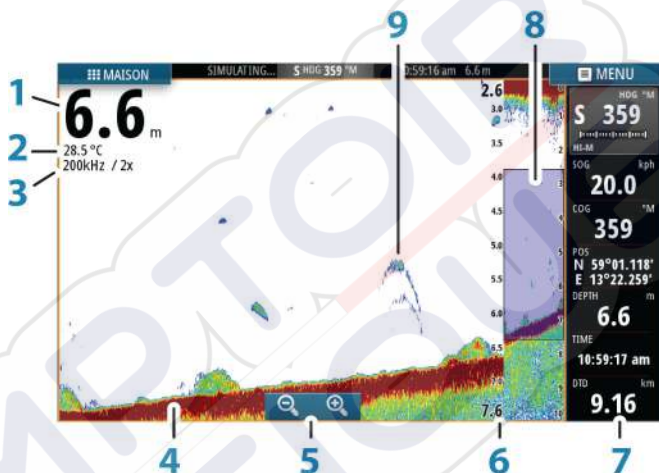 9 8
MAISON
SIMULATING...
S HDG 359 °M
10:59:16 am 6.6 m
MENU
1
6.6 m
2
28.5 °C
3
200kHz / 2x
2.6
3.0
3.5
4.0
4.5
5.0
5.5
6.0
6.5
7.0
7.6
HDG °M
S 359
HI-M
SOG kph
20.0
COG °M
359
POS
N 59°01.118'
E 13°22.259'
DEPTH m
6.6
TIME
10:59:17 am
DTD km
9.16
4 5 6 7